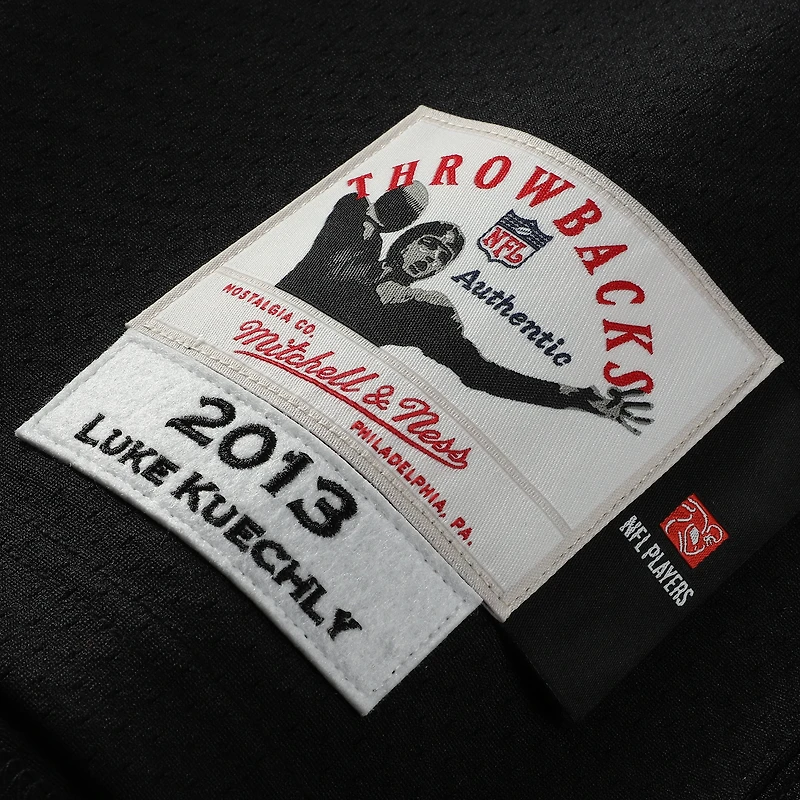 THROWBACKS
NFL
Authentic
NOSTALGIA CO.
Mitchell & Ness
PHILADELPHIA, PA.
2013
LUKE KUECHLY
NFL PLAYERS